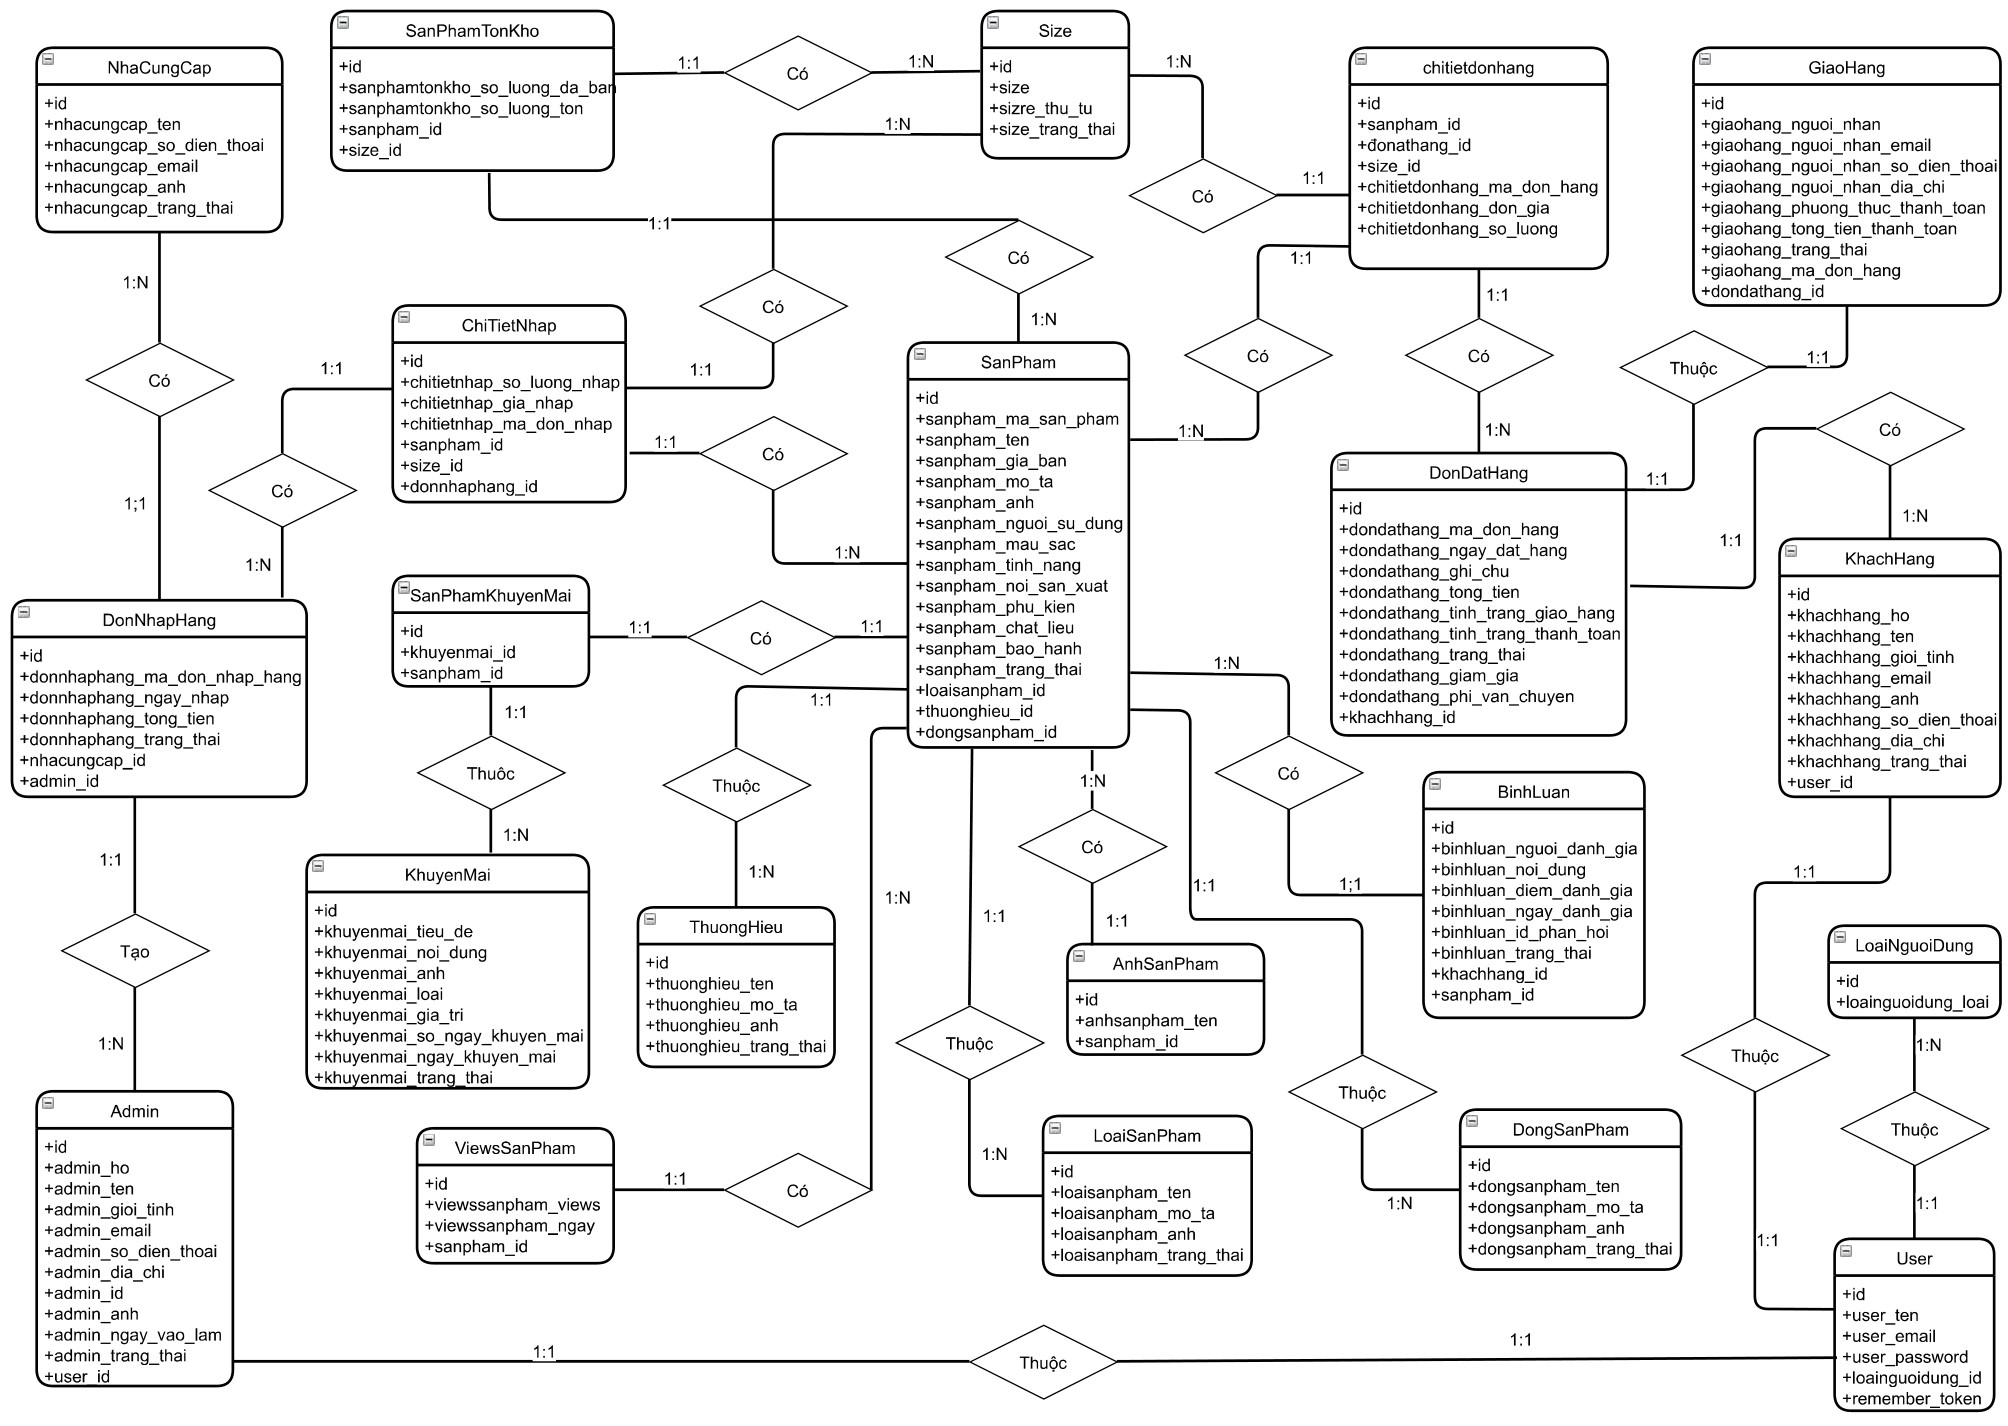 NhaCungCap
+id
+nhacungcap_ten
+nhacungcap_so_dien_thoai
+nhacungcap_email
+nhacungcap_anh
+nhacungcap_trang_thai
SanPhamTonKho
+id
+sanphamtonkho_so_luong_da_ban
+sanphamtonkho_so_luong_ton
+sanpham_id
+size_id
1:1
Có
1:N
Size
+id
+size
+sizre_thu_tu
+size_trang_thai
1:N
Có
1:1
chitietdonhang
+id
+sanpham_id
+đonathang_id
+size_id
+chitietdonhang_ma_don_hang
+chitietdonhang_don_gia
+chitietdonhang_so_luong
GiaoHang
+id
+giaohang_nguoi_nhan
+giaohang_nguoi_nhan_email
+giaohang_nguoi_nhan_so_dien_thoai
+giaohang_nguoi_nhan_dia_chi
+giaohang_phuong_thuc_thanh_toan
+giaohang_tong_tien_thanh_toan
+giaohang_trang_thai
+giaohang_ma_don_hang
+dondathang_id
1:N
Có
1;1
1:1
Có
1:N
ChiTietNhap
+id
+chitietnhap_so_luong_nhap
+chitietnhap_gia_nhap
+chitietnhap_ma_don_nhap
+sanpham_id
+size_id
+donnhaphang_id
1:N
Có
1:1
1:1
Có
1:N
1:1
Có
1:N
SanPham
+id
+sanpham_ma_san_pham
+sanpham_ten
+sanpham_gia_ban
+sanpham_mo_ta
+sanpham_anh
+sanpham_nguoi_su_dung
+sanpham_mau_sac
+sanpham_tinh_nang
+sanpham_noi_san_xuat
+sanpham_phu_kien
+sanpham_chat_lieu
+sanpham_bao_hanh
+sanpham_trang_thai
+loaisanpham_id
+thuonghieu_id
+dongsanpham_id
1:1
Có
1:N
1:1
Có
1:N
Thuộc
1:1
1:1
DonDatHang
+id
+dondathang_ma_don_hang
+dondathang_ngay_dat_hang
+dondathang_ghi_chu
+dondathang_tong_tien
+dondathang_tinh_trang_giao_hang
+dondathang_tinh_trang_thanh_toan
+dondathang_trang_thai
+dondathang_giam_gia
+dondathang_phi_van_chuyen
+khachhang_id
Có
1:N
1:1
KhachHang
+id
+khachhang_ho
+khachhang_ten
+khachhang_gioi_tinh
+khachhang_email
+khachhang_anh
+khachhang_so_dien_thoai
+khachhang_dia_chi
+khachhang_trang_thai
+user_id
DonNhapHang
+id
+donnhaphang_ma_don_nhap_hang
+donnhaphang_ngay_nhap
+donnhaphang_tong_tien
+donnhaphang_trang_thai
+nhacungcap_id
+admin_id
SanPhamKhuyenMai
+id
+khuyenmai_id
+sanpham_id
1:1
Có
1:1
1:1
Thuôc
1:N
KhuyenMai
+id
+khuyenmai_tieu_de
+khuyenmai_noi_dung
+khuyenmai_anh
+khuyenmai_loai
+khuyenmai_gia_tri
+khuyenmai_so_ngay_khuyen_mai
+khuyenmai_ngay_khuyen_mai
+khuyenmai_trang_thai
1:1
Thuộc
1:N
ThuongHieu
+id
+thuonghieu_ten
+thuonghieu_mo_ta
+thuonghieu_anh
+thuonghieu_trang_thai
1:N
Có
1:1
ViewsSanPham
+id
+viewssanpham_views
+viewssanpham_ngay
+sanpham_id
1:1
Thuộc
1:N
LoaiSanPham
+id
+loaisanpham_ten
+loaisanpham_mo_ta
+loaisanpham_anh
+loaisanpham_trang_thai
1:N
Có
1:1
AnhSanPham
+id
+anhsanpham_ten
+sanpham_id
1:N
Có
1;1
BinhLuan
+id
+binhluan_nguoi_danh_gia
+binhluan_noi_dung
+binhluan_diem_danh_gia
+binhluan_ngay_danh_gia
+binhluan_id_phan_hoi
+binhluan_trang_thai
+khachhang_id
+sanpham_id
1:1
Thuộc
1:N
DongSanPham
+id
+dongsanpham_ten
+dongsanpham_mo_ta
+dongsanpham_anh
+dongsanpham_trang_thai
1:1
Thuộc
1:1
LoaiNguoiDung
+id
+loainguoidung_loai
1:N
Thuộc
1:1
User
+id
+user_ten
+user_email
+user_password
+loainguoidung_id
+remember_token
1:1
Tạo
1:N
Admin
+id
+admin_ho
+admin_ten
+admin_gioi_tinh
+admin_email
+admin_so_dien_thoai
+admin_dia_chi
+admin_id
+admin_anh
+admin_ngay_vao_lam
+admin_trang_thai
+user_id
1:1
Thuộc
1:1